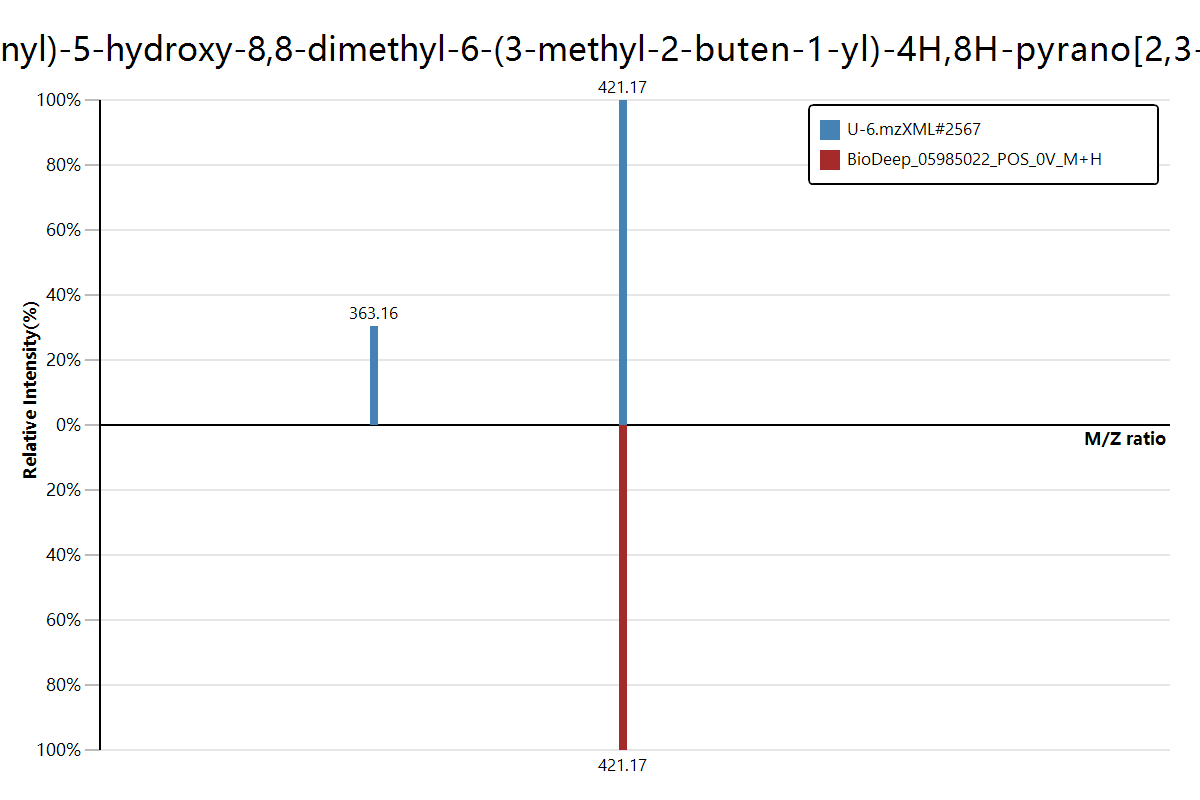 nyl)-5-hydroxy-8,8-dimethyl-6-(3-methyl-2-buten-1-yl)-4H,8H-pyrano[2,3-
421.17
100%
U-6.mzXML#2567
BioDeep_05985022_POS_0V_M+H
80%
60%
40%
363.16
20%
0%
Relative Intensity(%)
M/Z ratio
20%
40%
60%
80%
100%
421.17